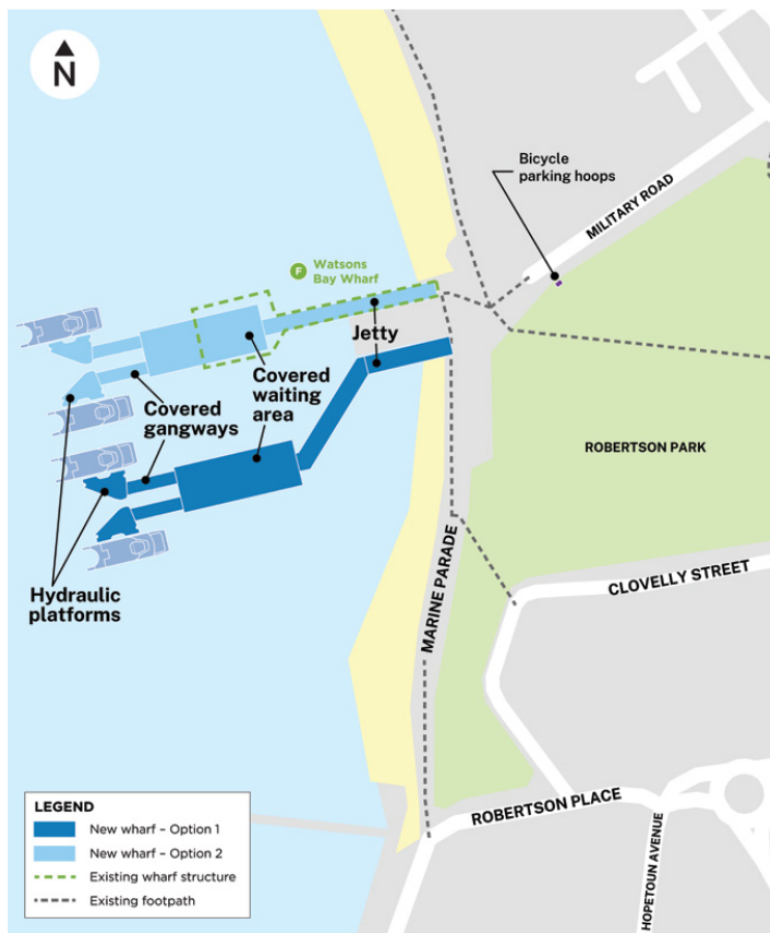 N
Bicycle
parking hoops
MILITARY ROAD
F
Watsons
Bay Wharf
Jetty
Covered
waiting
area
Covered
gangways
ROBERTSON PARK
Hydraulic
platforms
MARINE PARADE
CLOVELLY STREET
ROBERTSON PLACE
HOPETOUN AVENUE
LEGEND
New wharf – Option 1
New wharf – Option 2
Existing wharf structure
Existing footpath